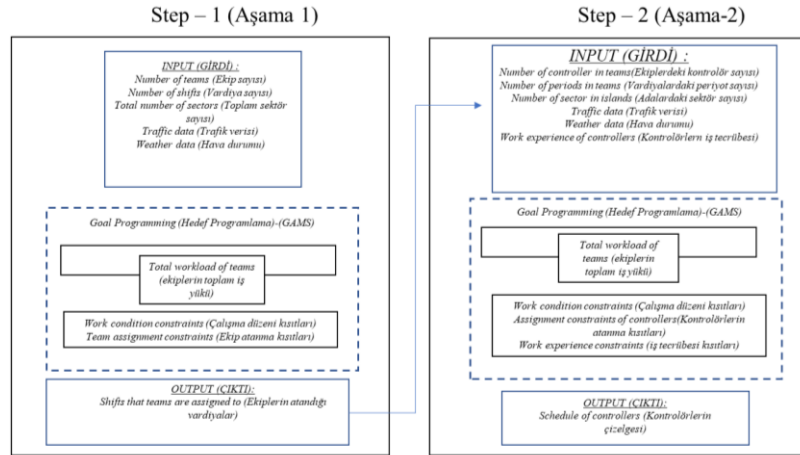 Step – 1 (Aşama 1)
INPUT (GİRDİ) :
Number of teams (Ekip sayısı)
Number of shifts (Vardiya sayısı)
Total number of sectors (Toplam sektör
sayısı)
Traffic data (Trafik verisi)
Weather data (Hava durumu)
Goal Programming (Hedef Programlama)-(GAMS)
Total workload of teams
(ekiplerin toplam iş
yükü)
Work condition constraints (Çalışma düzeni kısıtları)
Team assignment constraints (Ekip atanma kısıtları)
OUTPUT (ÇIKTI):
Shifts that teams are assigned to (Ekiplerin atandığı
vardiyalar)
Step – 2 (Aşama-2)
INPUT (GİRDİ) :
Number of controller in teams(Ekiplerdeki kontrolör sayısı)
Number of periods in teams (Vardiyalardaki periyot sayısı)
Number of sector in islands (Adalardaki sektör sayısı)
Traffic data (Trafik verisi)
Weather data (Hava durumu)
Work experience of controllers (Kontrolörlern iş tecrübesi)
Goal Programming (Hedef Programlama)-(GAMS)
Total workload of
teams (ekiplerin
toplam iş yükü)
Work condition constraints (Çalışma düzeni kısıtları)
Assignment constraints of controllers(Kontrolörlerin
atanma kısıtları)
Work experience constraints (iş tecrübesi kısıtları)
OUTPUT (ÇIKTI):
Schedule of controllers (Kontrolörlerin
çizelgesi)